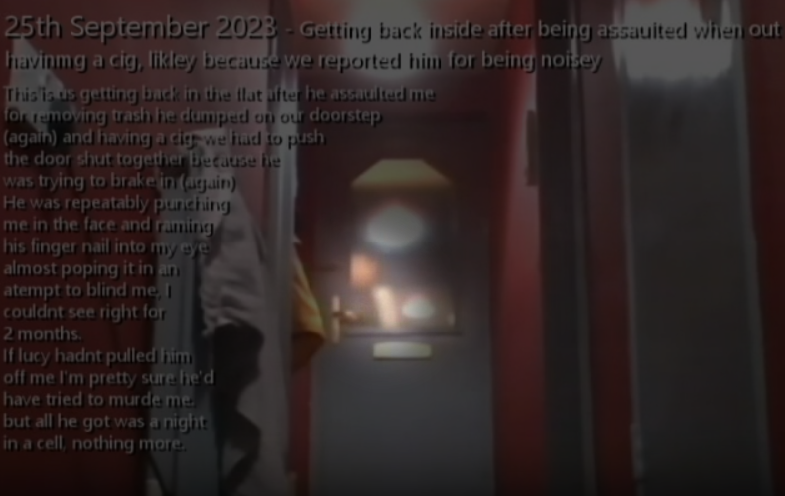 25th September 2023 - Getting back inside after being assaulted when out
havinmg a cig, likley because we reported him for being noisey
This is us getting back in the flat after he assaulted me
for removing trash he dumped on our doorstep
(again) and having a cig, we had to push
the door shut together because he
was trying to brake in (again)
He was repeatably punching
me in the face and raming
his finger nail into my eye
almost poping it in an
atempt to blind me, I
couldnt see right for
2 months.
If lucy hadnt pulled him
off me I'm pretty sure he'd
have tried to murde me.
but all he got was a night
in a cell, nothing more.